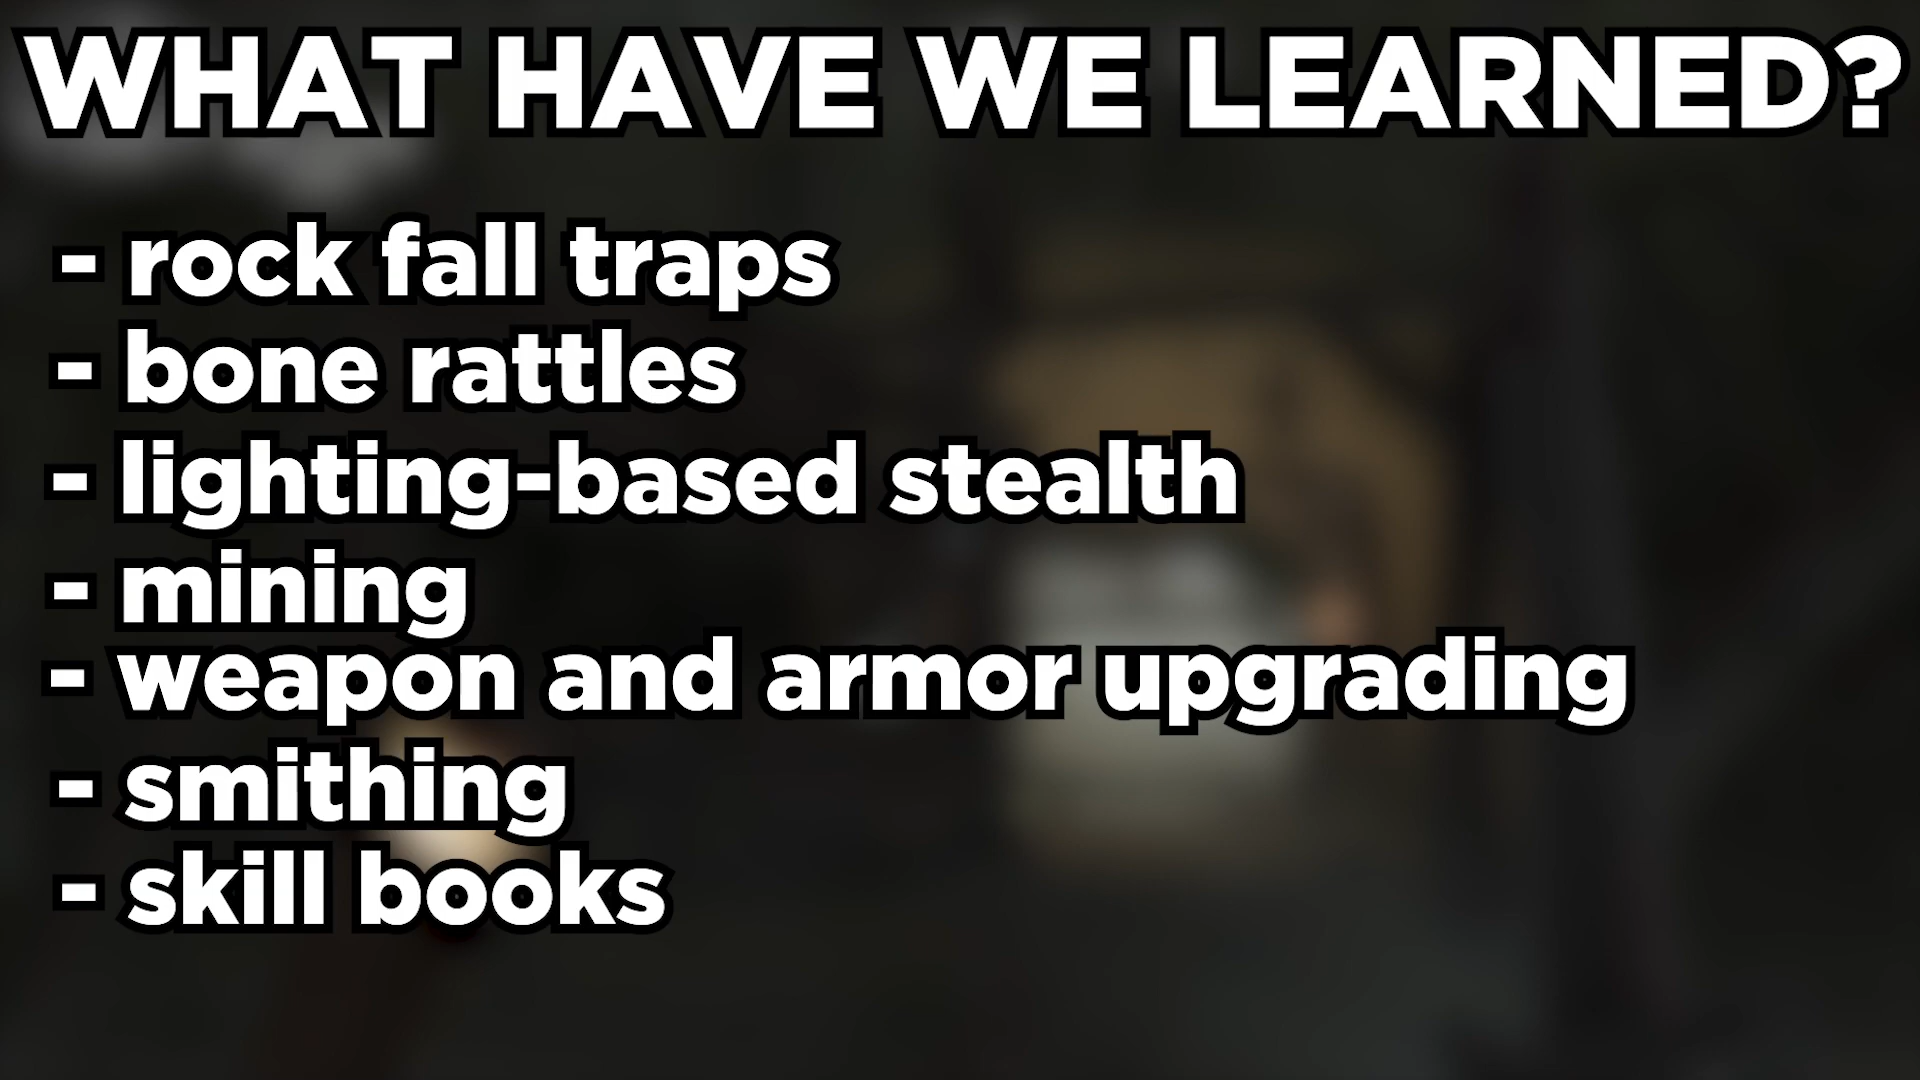 WHAT HAVE WE LEARNED?
- rock fall traps
- bone rattles
- lighting-based stealth
- mining
- weapon and armor upgrading
- smithing
- skill books